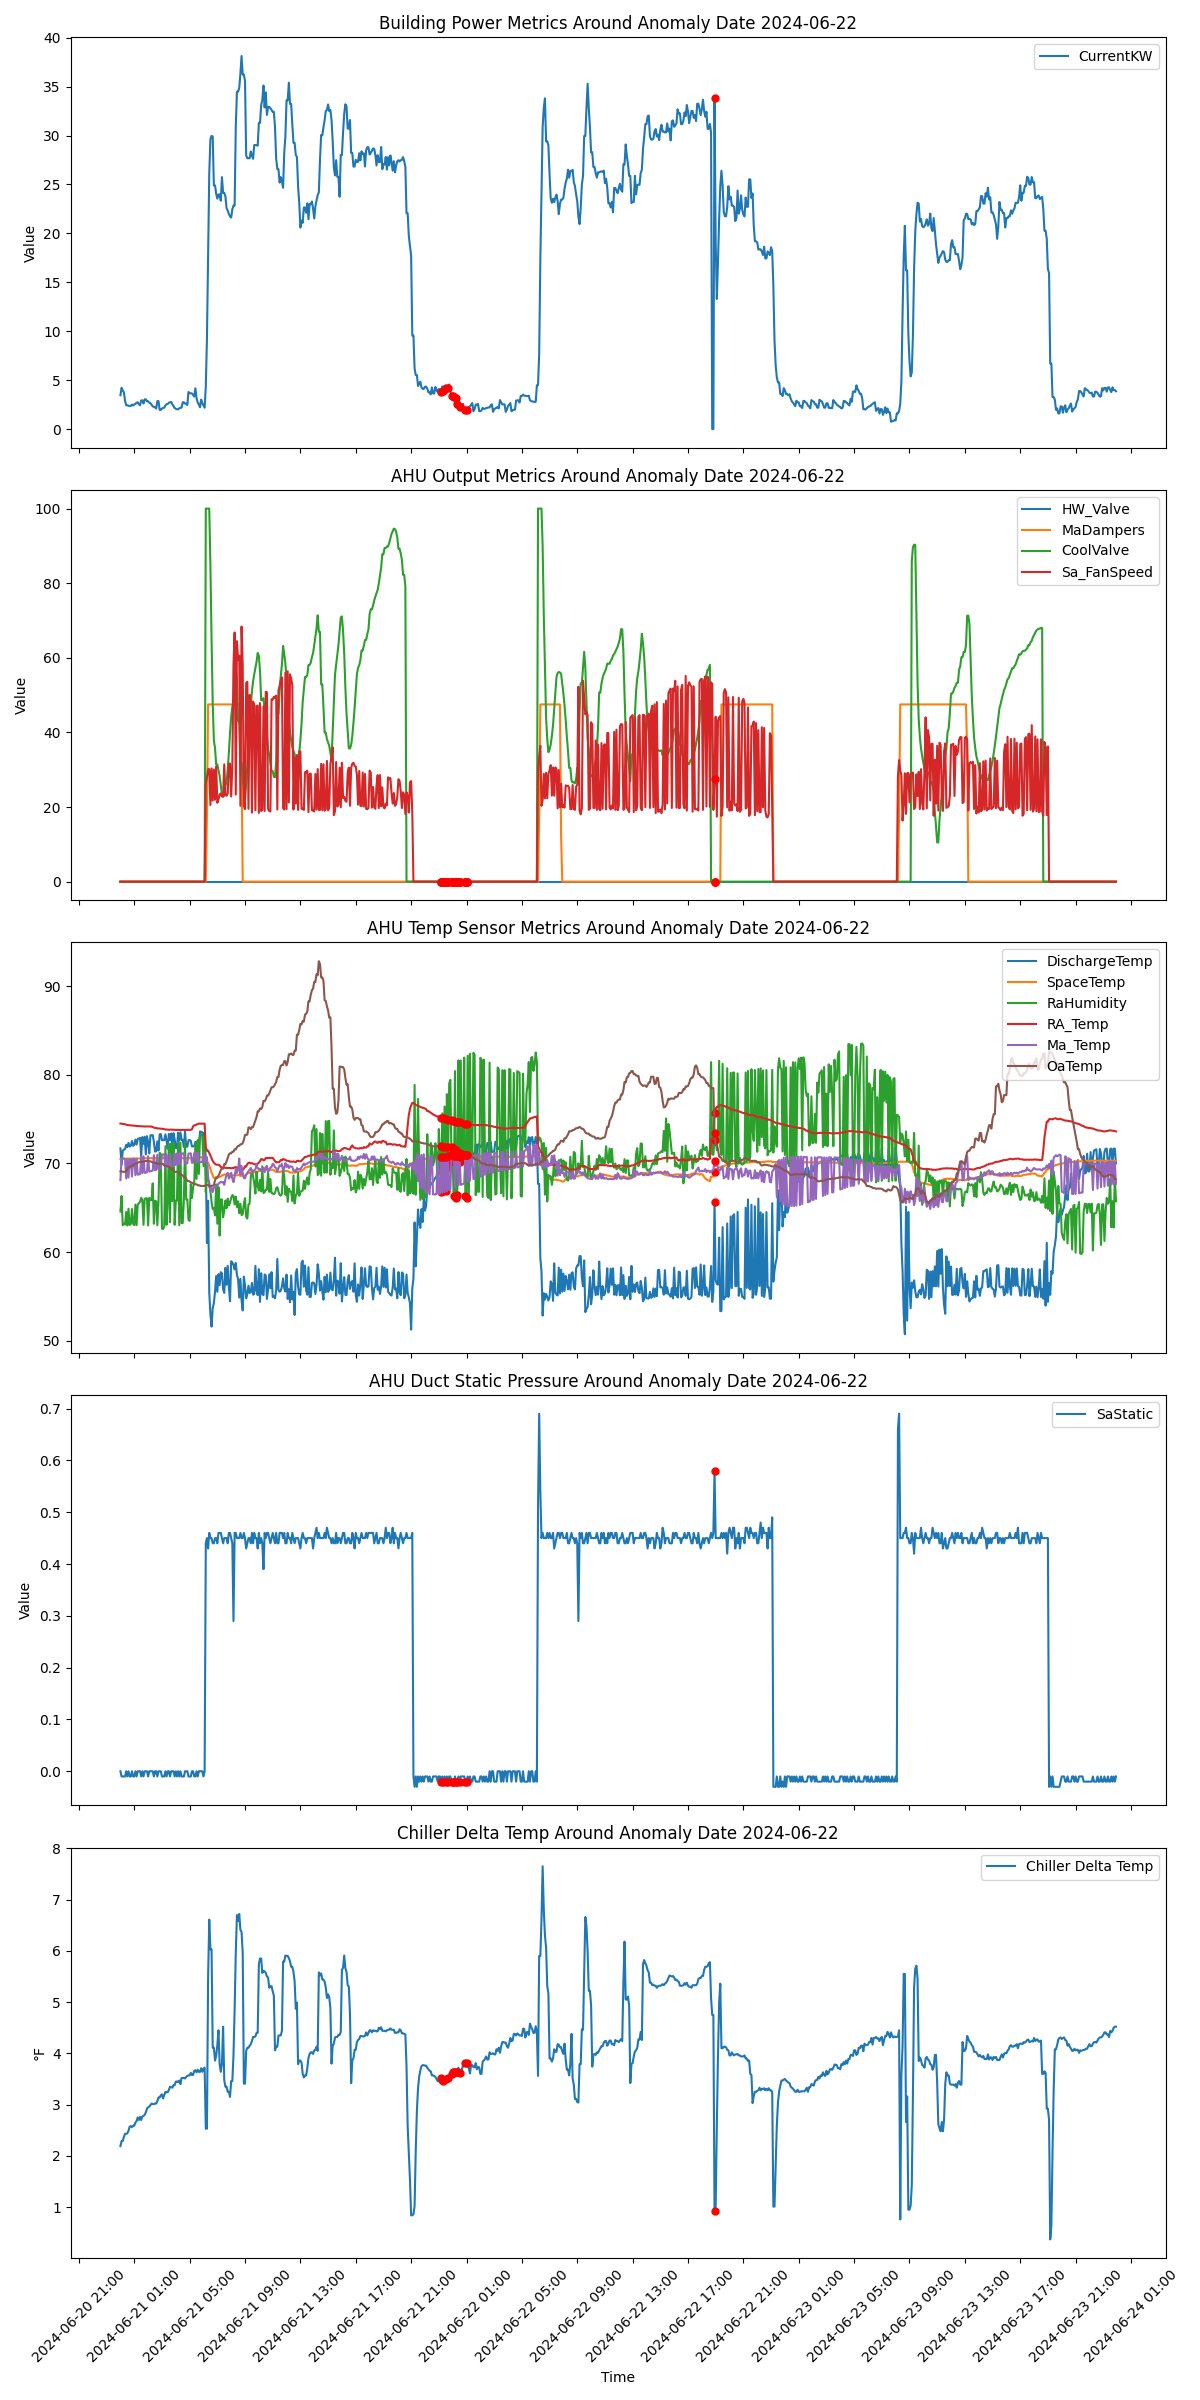 Building Power Metrics Around Anomaly Date 2024-06-22
40
35
30
25
20
15
10
5
0
Value
CurrentKW
AHU Output Metrics Around Anomaly Date 2024-06-22
100
80
60
40
20
0
Value
HW_Valve
MaDampers
CoolValve
Sa_FanSpeed
AHU Temp Sensor Metrics Around Anomaly Date 2024-06-22
90
80
70
60
50
Value
DischargeTemp
SpaceTemp
RaHumidity
RA_Temp
Ma_Temp
OaTemp
AHU Duct Static Pressure Around Anomaly Date 2024-06-22
0.7
0.6
0.5
0.4
0.3
0.2
0.1
0.0
Value
SaStatic
Chiller Delta Temp Around Anomaly Date 2024-06-22
8
7
6
5
4
3
2
1
°F
Chiller Delta Temp
2024-06-20 21:00
2024-06-21 01:00
2024-06-21 05:00
2024-06-21 09:00
2024-06-21 13:00
2024-06-21 17:00
2024-06-21 21:00
2024-06-22 01:00
2024-06-22 05:00
2024-06-22 09:00
2024-06-22 13:00
2024-06-22 17:00
2024-06-22 21:00
2024-06-23 01:00
2024-06-23 05:00
2024-06-23 09:00
2024-06-23 13:00
2024-06-23 17:00
2024-06-23 21:00
2024-06-24 01:00
Time